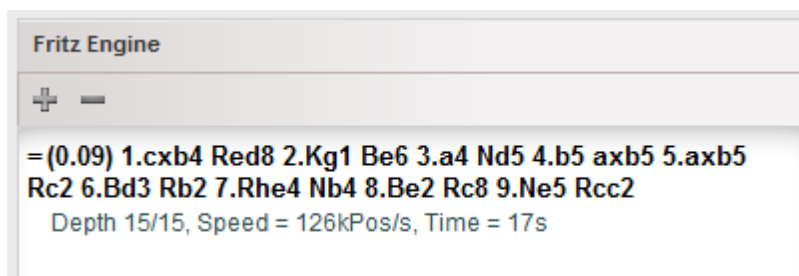 Fritz Engine
= (0.09) 1.cxb4 Red8 2.Kg1 Be6 3.a4 Nd5 4.b5 axb5 5.axb5
Rc2 6.Bd3 Rb2 7.Rhe4 Nb4 8.Be2 Rc8 9.Ne5 Rcc2
Depth 15/15, Speed = 126kPos/s, Time = 17s